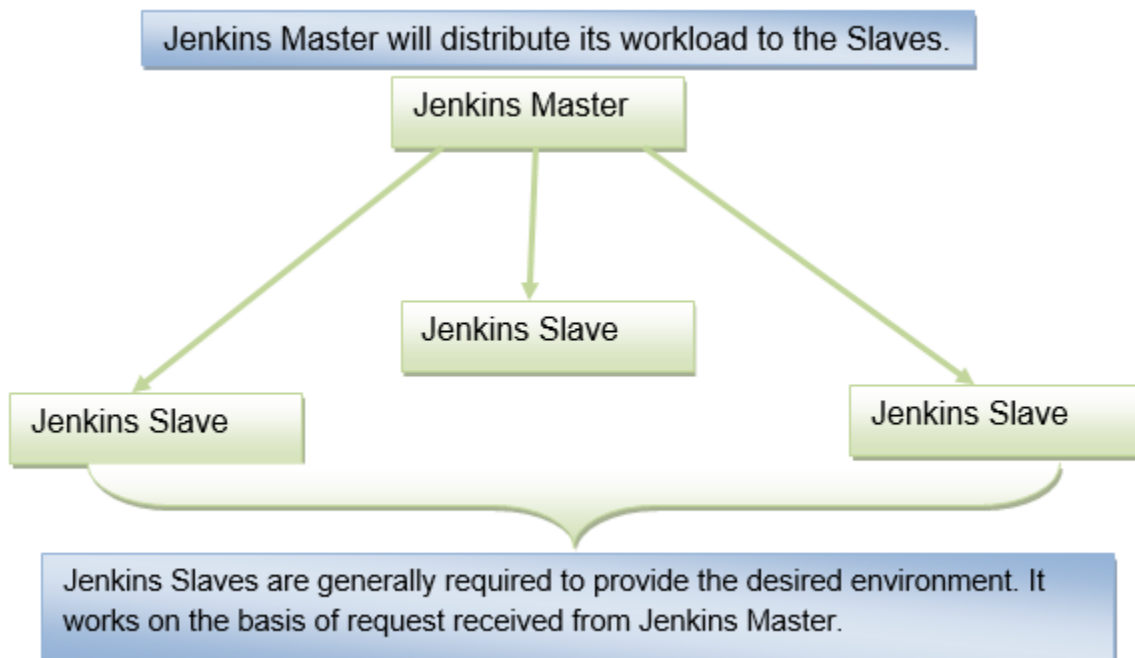 Jenkins Master will distribute its workload to the Slaves.
Jenkins Master
Jenkins Slave
Jenkins Slave
Jenkins Slave
Jenkins Slaves are generally required to provide the desired environment. It
works on the basis of request received from Jenkins Master.